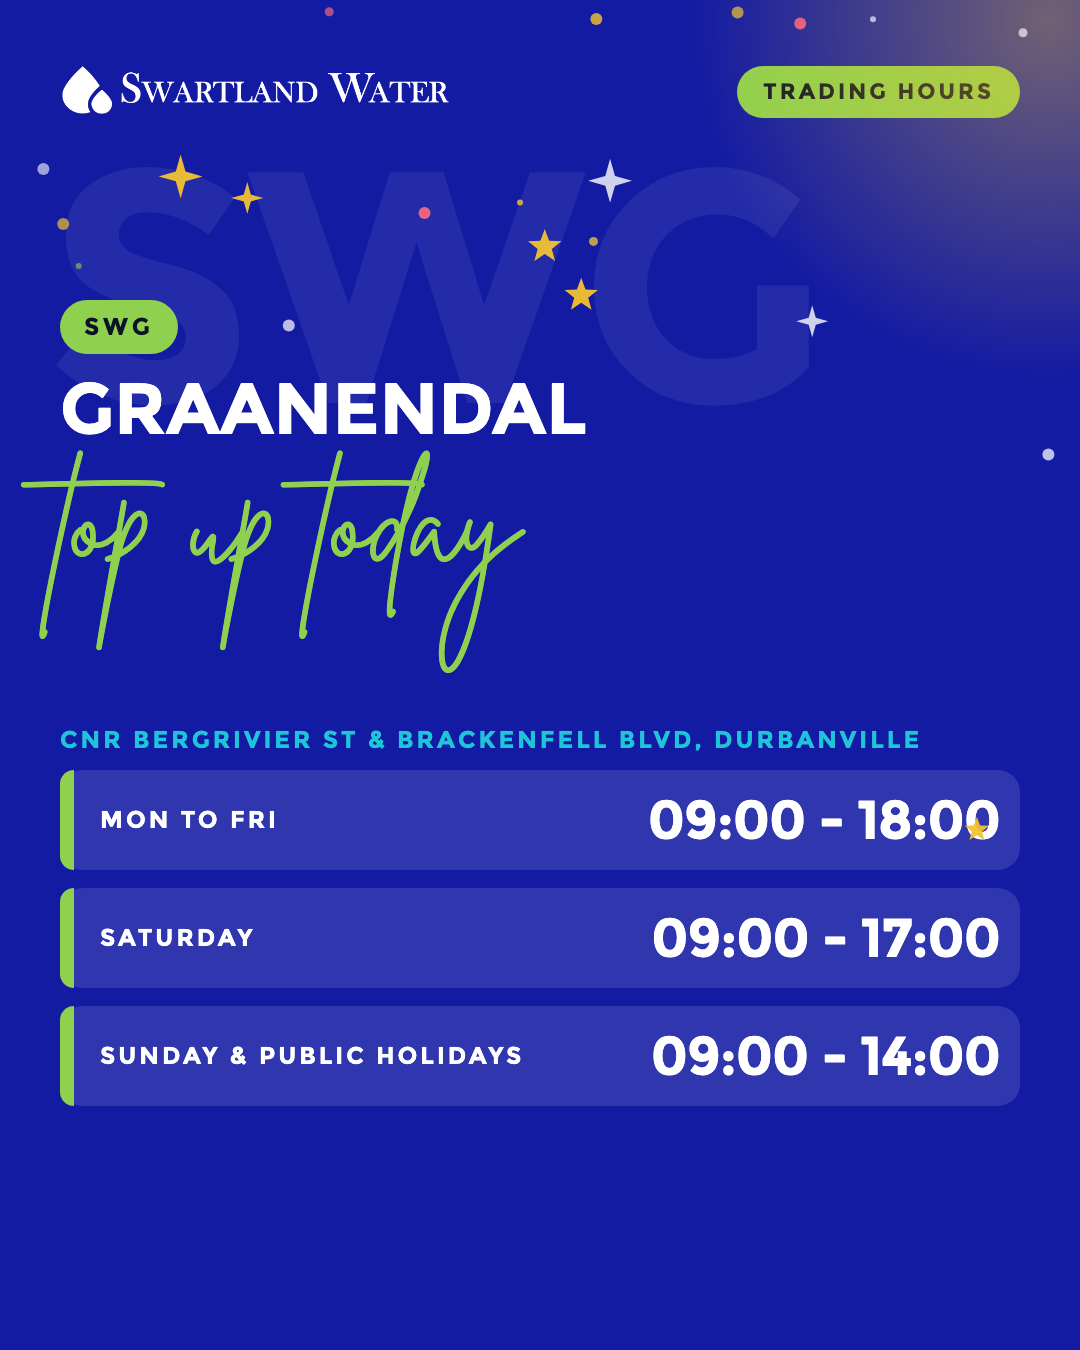 SWARTLAND WATER
TRADING HOURS
SWG
SWG
GRAANENDAL
top up today
CNR BERGRIVIER ST & BRACKENFELL BLVD, DURBANVILLE
MON TO FRI 09:00 - 18:00
SATURDAY 09:00 - 17:00
SUNDAY & PUBLIC HOLIDAYS 09:00 - 14:00